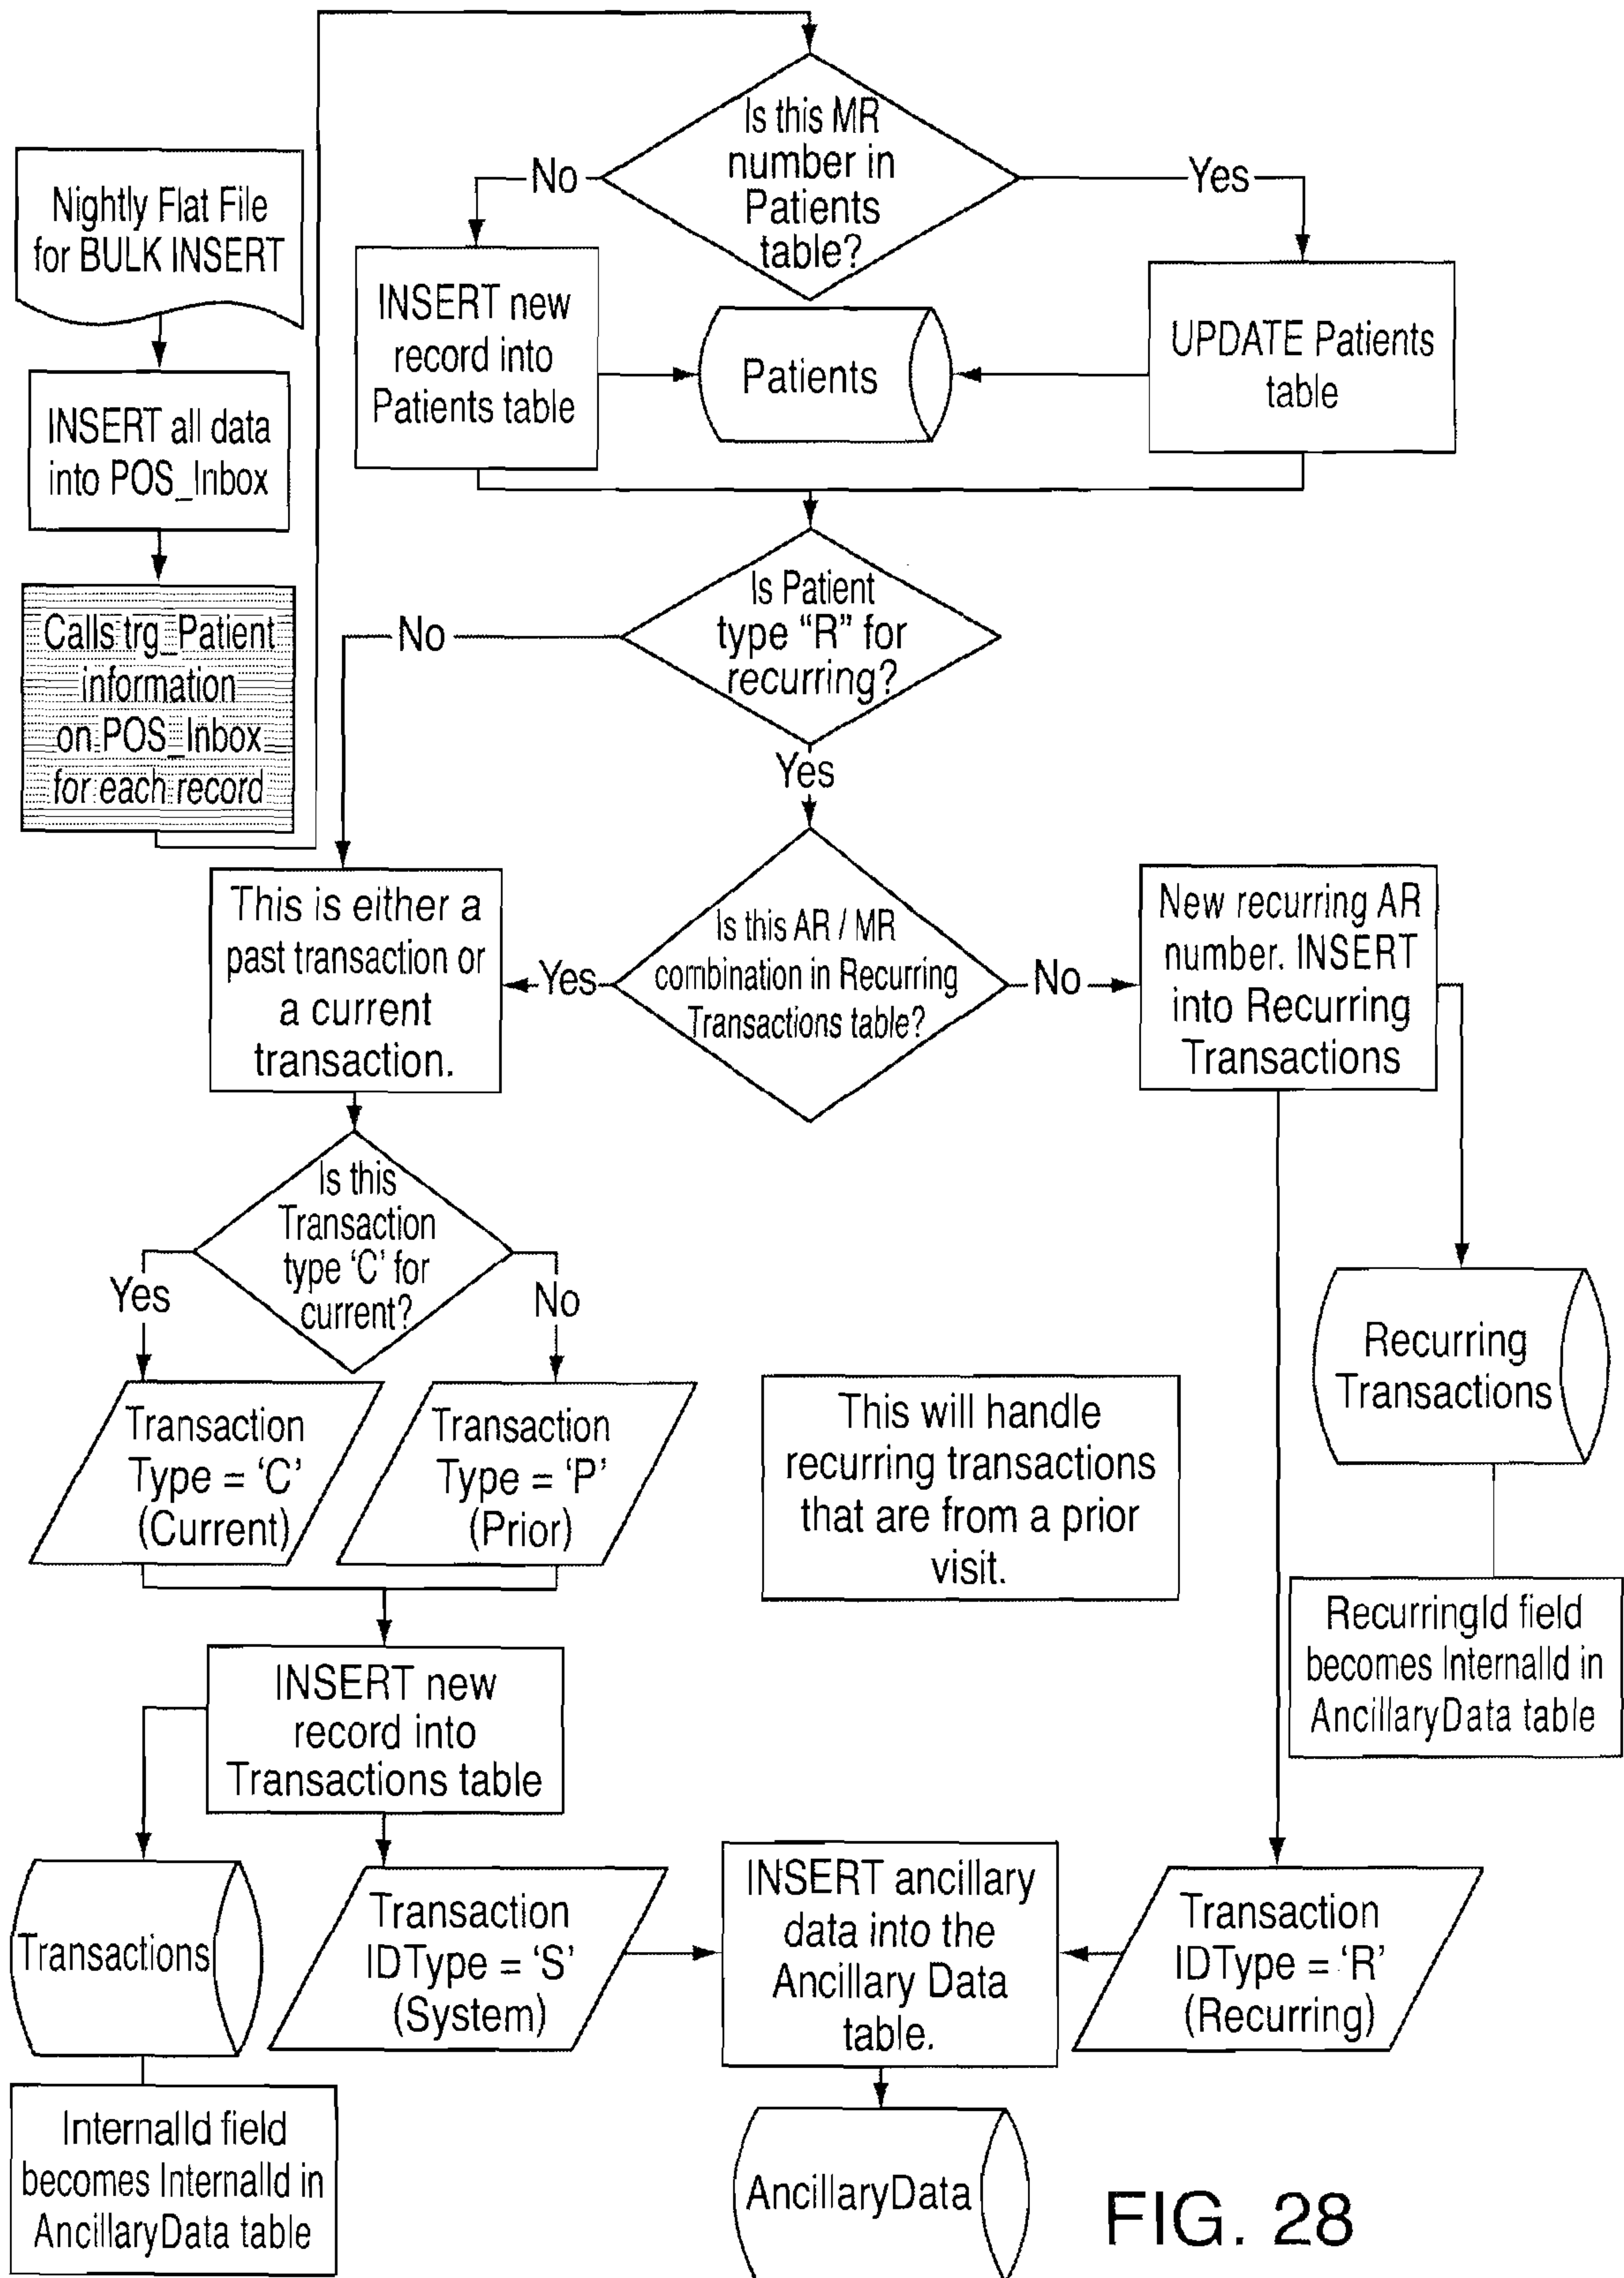 Nightly Flat File
for BULK INSERT
INSERT all data
into POS_Inbox
Calls trg_Patient
information
on POS_Inbox
for each record
Is this MR
number in
Patients
table?
No
Yes
INSERT new
record into
Patients table
Patients
UPDATE Patients
table
Is Patient
type “R” for
recurring?
No
Yes
This is either a
past transaction or
a current
transaction.
Yes
Is this AR / MR
combination in Recurring
Transactions table?
No
New recurring AR
number. INSERT
into Recurring
Transactions
Is this
Transaction
type ‘C’ for
current?
Yes
No
Transaction
Type = ‘C’
(Current)
Transaction
Type = ‘P’
(Prior)
This will handle
recurring transactions
that are from a prior
visit.
Recurring
Transactions
RecurringId field
becomes InternalId in
AncillaryData table
INSERT new
record into
Transactions table
Transactions
Transaction
IDType = ‘S’
(System)
INSERT ancillary
data into the
Ancillary Data
table.
Transaction
IDType = ‘R’
(Recurring)
InternalId field
becomes InternalId in
AncillaryData table
AncillaryData
FIG. 28